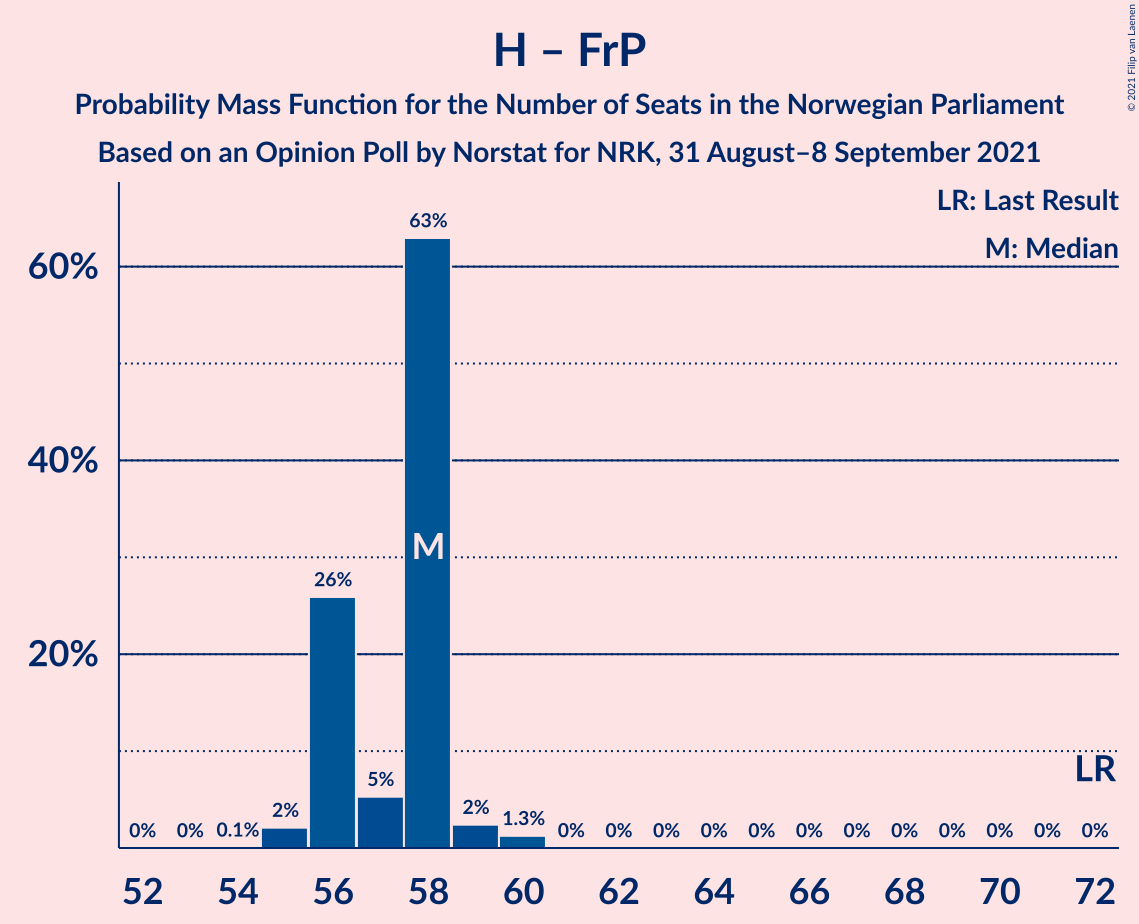 H – FrP
Probability Mass Function for the Number of Seats in the Norwegian Parliament
Based on an Opinion Poll by Norstat for NRK, 31 August–8 September 2021
© 2021 Filip van Laenen
LR: Last Result
M: Median
60%
40%
20%
63%
M
26%
5%
2%
2%
1.3%
LR
0% 0% 0.1% 0% 0% 0% 0% 0% 0% 0% 0% 0% 0% 0% 0%
52 54 56 58 60 62 64 66 68 70 72